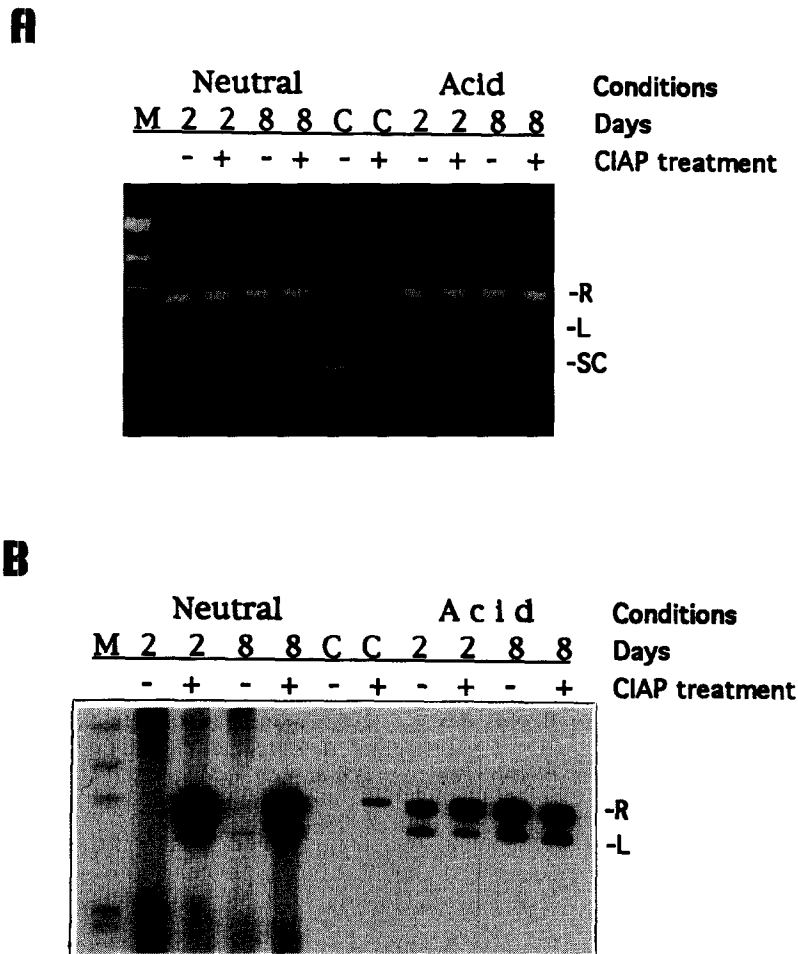 A
Neutral Acid Conditions
M 2 2 8 8 C C 2 2 8 8 Days
- + - + - + - + - + CIAP treatment
-R
-L
-SC
B
Neutral Acid Conditions
M 2 2 8 8 C C 2 2 8 8 Days
- + - + - + - + - + CIAP treatment
-R
-L